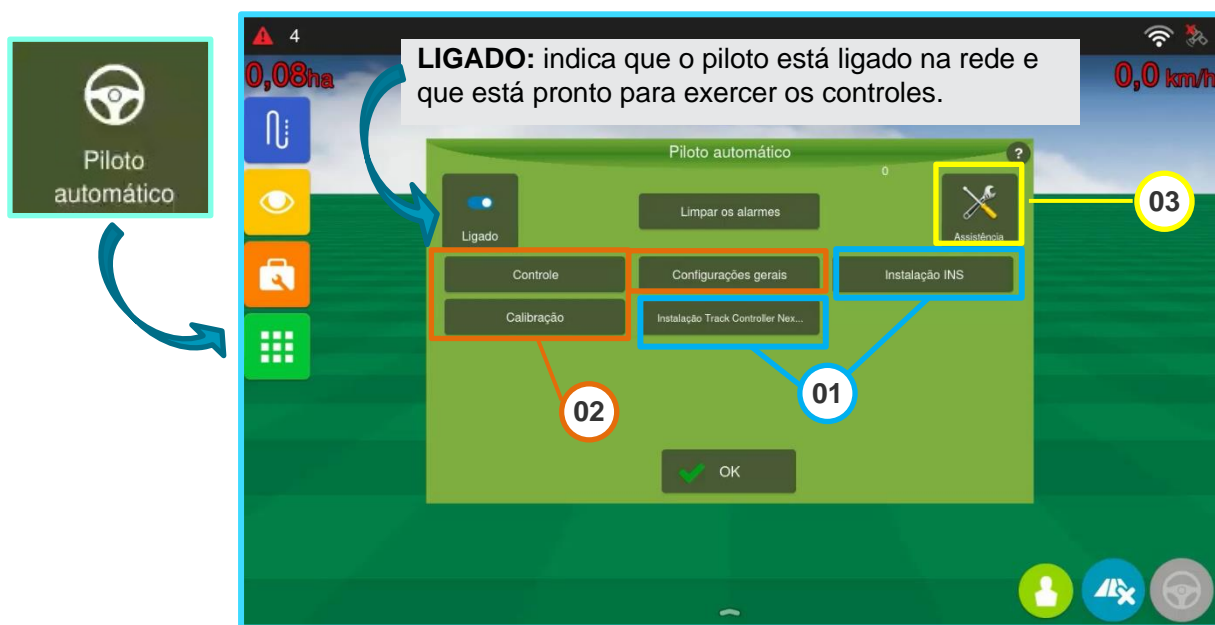 4
LIGADO: indica que o piloto está ligado na rede e
que está pronto para exercer os controles.
0,08ha
0,0 km/h
Piloto
automático
Piloto automático
?
0
Ligado
Limpar os alarmes
Assistência
03
Controle
Configurações gerais
Instalação INS
Calibração
Instalação Track Controller Nex...
01
02
OK